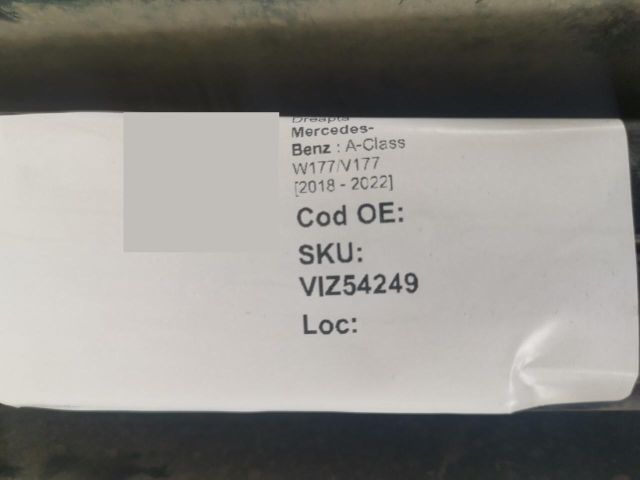 Dreapta
Mercedes-
Benz : A-Class
W177/V177
[2018 - 2022]
Cod OE:
SKU:
VIZ54249
Loc: